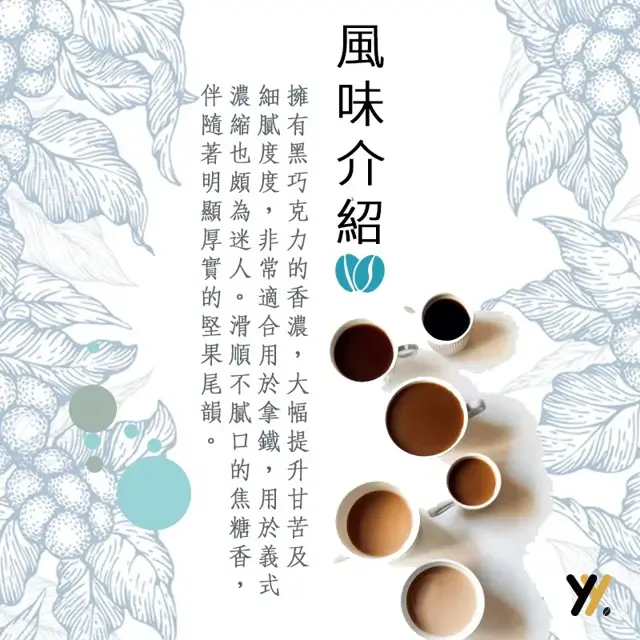 風味介紹
擁有黑巧克力的香濃，大幅提升甘苦及
細膩度度，非常適合用於拿鐵，用於義式
濃縮也頗為迷人。滑順不膩口的焦糖香，
伴隨著明顯厚實的堅果尾韻。
YY.